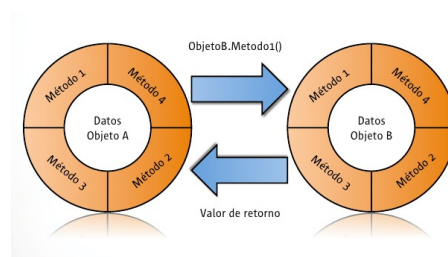 ObjetoB.Metodo1()
Método 1
Método 4
Datos
Objeto A
Método 3
Método 2
Método 1
Método 4
Datos
Objeto B
Método 3
Método 2
Valor de retorno